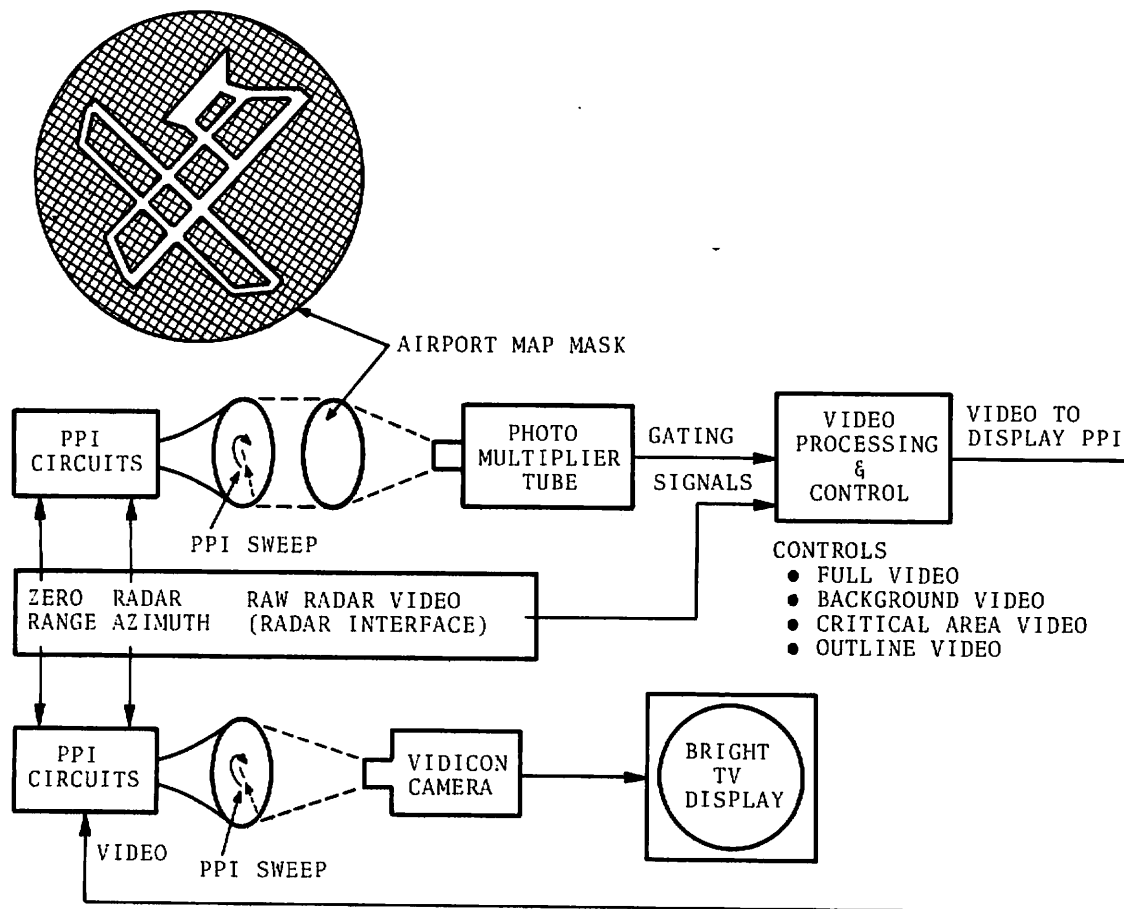 AIRPORT MAP MASK
PPI
CIRCUITS
PPI SWEEP
PHOTO
MULTIPLIER
TUBE
GATING
SIGNALS
VIDEO
PROCESSING
&
CONTROL
VIDEO TO
DISPLAY PPI
CONTROLS
● FULL VIDEO
● BACKGROUND VIDEO
● CRITICAL AREA VIDEO
● OUTLINE VIDEO
ZERO
RANGE
RADAR
AZIMUTH
RAW RADAR VIDEO
(RADAR INTERFACE)
PPI
CIRCUITS
VIDEO
PPI SWEEP
VIDICON
CAMERA
BRIGHT
TV
DISPLAY